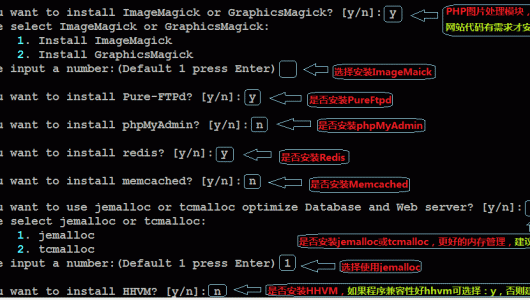 u want to install ImageMagick or GraphicsMagick? [y/n]: y PHP图片处理模块,
e select ImageMagick or GraphicsMagick: 网站代码有需求才安
1. Install ImageMagick
2. Install GraphicsMagick
e input a number:(Default 1 press Enter) 选择安装ImageMaick
u want to install Pure-FTPd? [y/n]: y 是否安装PureFtpd
u want to install phpMyAdmin? [y/n]: n 是否安装phpMyAdmin
u want to install redis? [y/n]: y 是否安装Redis
u want to install memcached? [y/n]: n 是否安装Memcached
u want to use jemalloc or tcmalloc optimize Database and Web server? [y/n]:
e select jemalloc or tcmalloc:
1. jemalloc
2. tcmalloc 是否安装jemalloc或tcmalloc,更好的内存管理,建议
e input a number:(Default 1 press Enter) 1 选择使用jemalloc
u want to install HHVM? [y/n]: n 是否安装HHVM,如果程序兼容性好hhvm可选择:y,否则